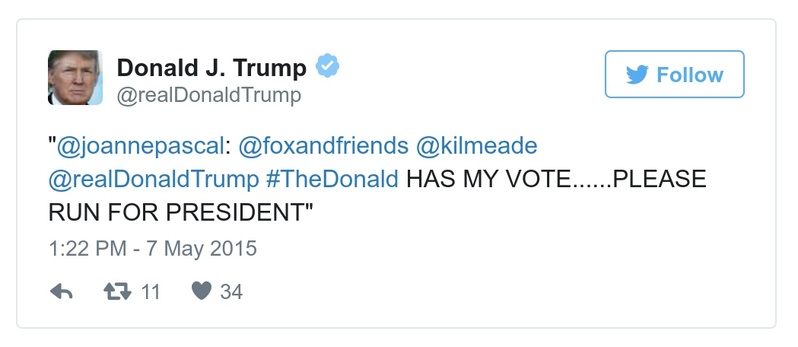 Donald J. Trump
@realDonaldTrump
Follow
"@joannepascal: @foxandfriends @kilmeade
@realDonaldTrump #TheDonald HAS MY VOTE......PLEASE
RUN FOR PRESIDENT"
1:22 PM - 7 May 2015
11 34